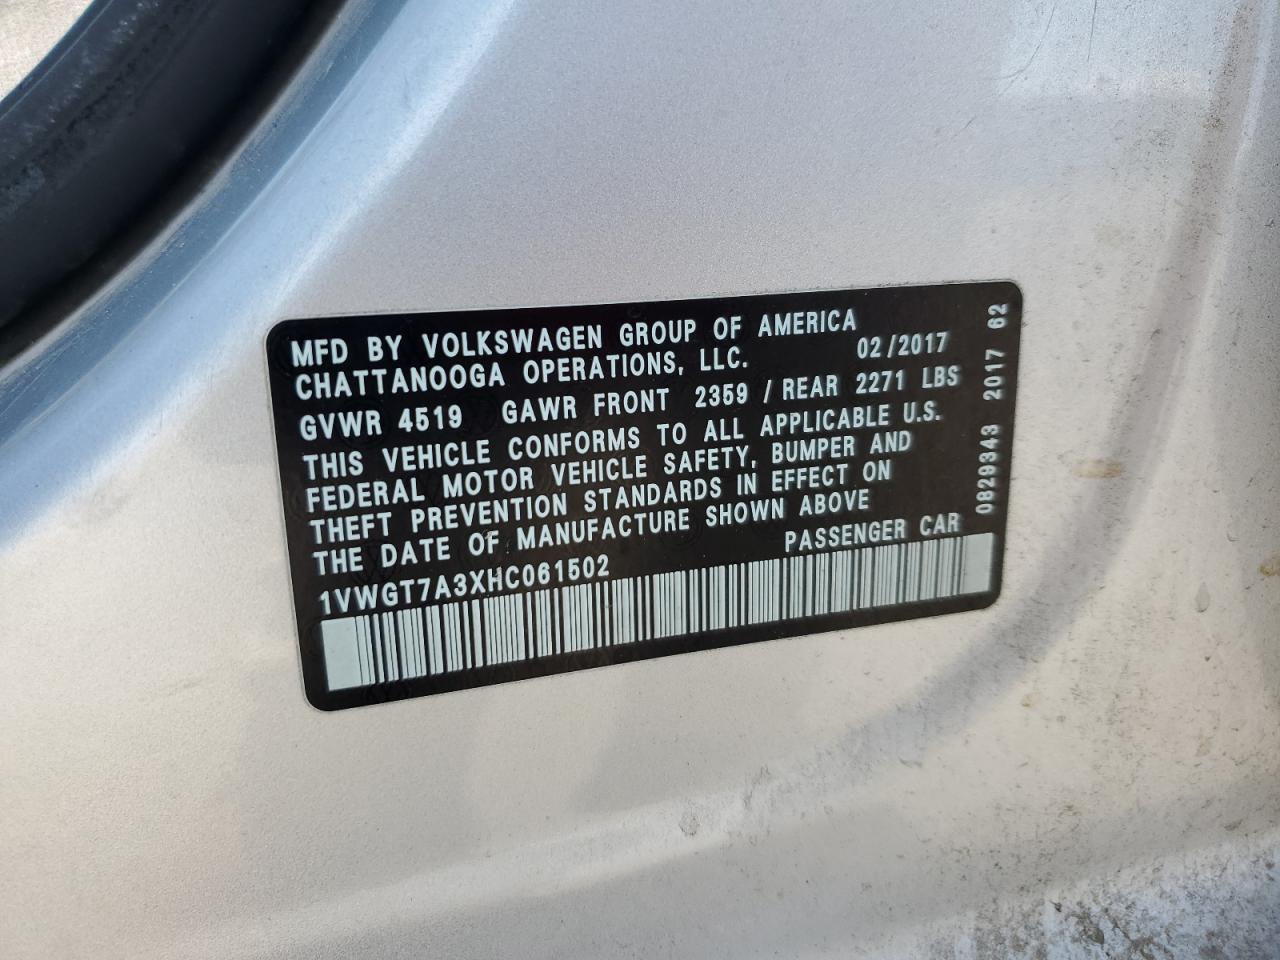 MFD BY VOLKSWAGEN GROUP OF AMERICA
CHATTANOOGA OPERATIONS, LLC. 02/2017
GVWR 4519 GAWR FRONT 2359 / REAR 2271 LBS
THIS VEHICLE CONFORMS TO ALL APPLICABLE U.S.
FEDERAL MOTOR VEHICLE SAFETY, BUMPER AND
THEFT PREVENTION STANDARDS IN EFFECT ON
THE DATE OF MANUFACTURE SHOWN ABOVE
1VWGT7A3XHC061502 PASSENGER CAR
0829343 2017 62